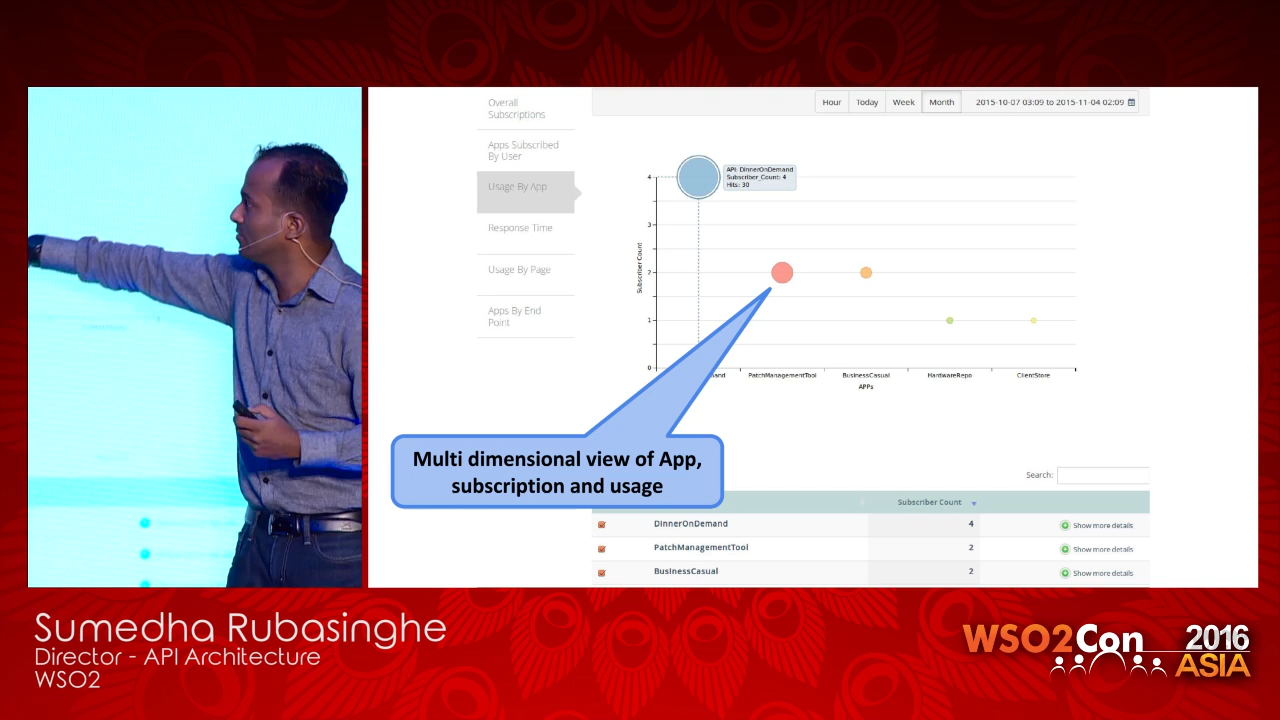 Overall
Subscriptions
Apps Subscribed
By User
Usage By App
Response Time
Usage By Page
Apps By End
Point
Hour Today Week Month 2015-10-07 03:09 to 2015-11-04 02:09
API: DinnerOnDemand
Subscriber_Count: 4
Hits: 30
Subscriber Count
4
3
2
1
0
PatchManagementTool BusinessCasual HardwareRepo ClientStore
APPs
Multi dimensional view of App,
subscription and usage
Search:
Subscriber Count
DinnerOnDemand 4 Show more details
PatchManagementTool 2 Show more details
BusinessCasual 2 Show more details
Sumedha Rubasinghe
Director - API Architecture
WSO2
WSO2Con 2016
ASIA